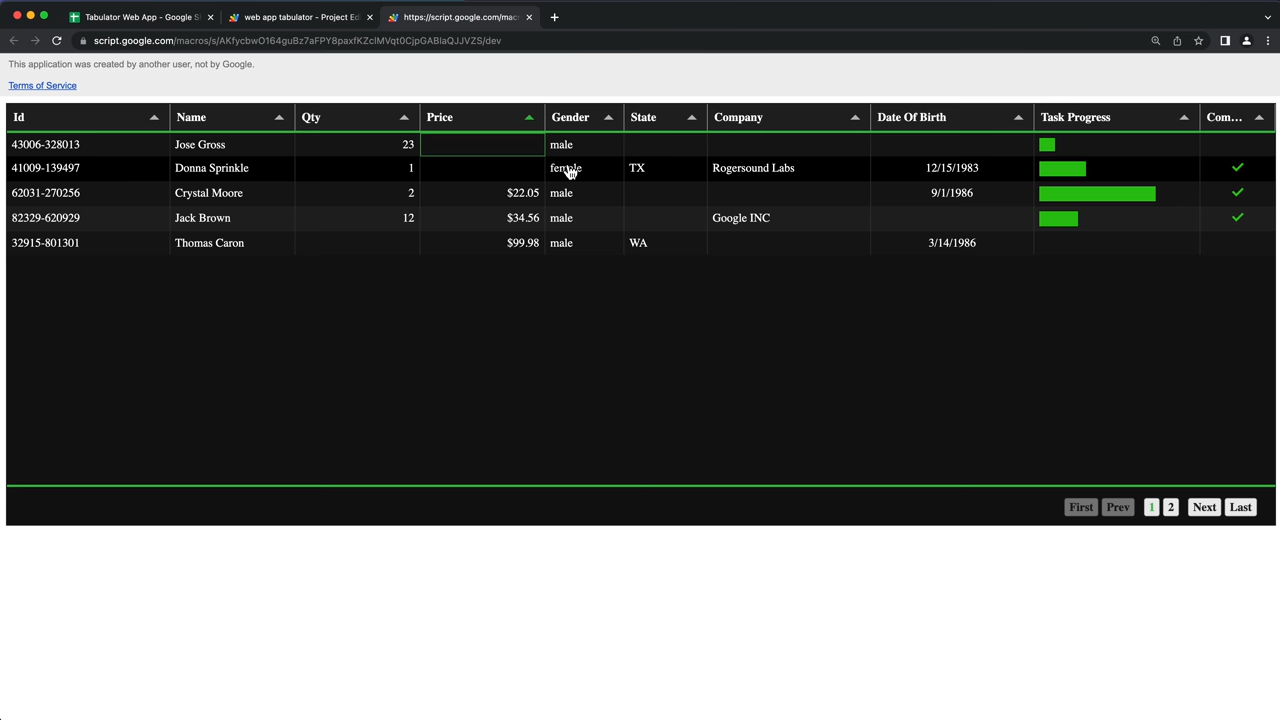 Tabulator Web App - Google Sl
web app tabulator - Project Edi
https://script.google.com/mac
script.google.com/macros/s/AKfycbwO164guBz7aFPY8paxfKZclMVqt0CjpGABlaQJJVZS/dev
This application was created by another user, not by Google.
Terms of Service
Id Name Qty Price Gender State Company Date Of Birth Task Progress Com...
43006-328013 Jose Gross 23 male
41009-139497 Donna Sprinkle 1 female TX Rogersound Labs 12/15/1983
62031-270256 Crystal Moore 2 $22.05 male 9/1/1986
82329-620929 Jack Brown 12 $34.56 male Google INC
32915-801301 Thomas Caron $99.98 male WA 3/14/1986
First Prev 1 2 Next Last